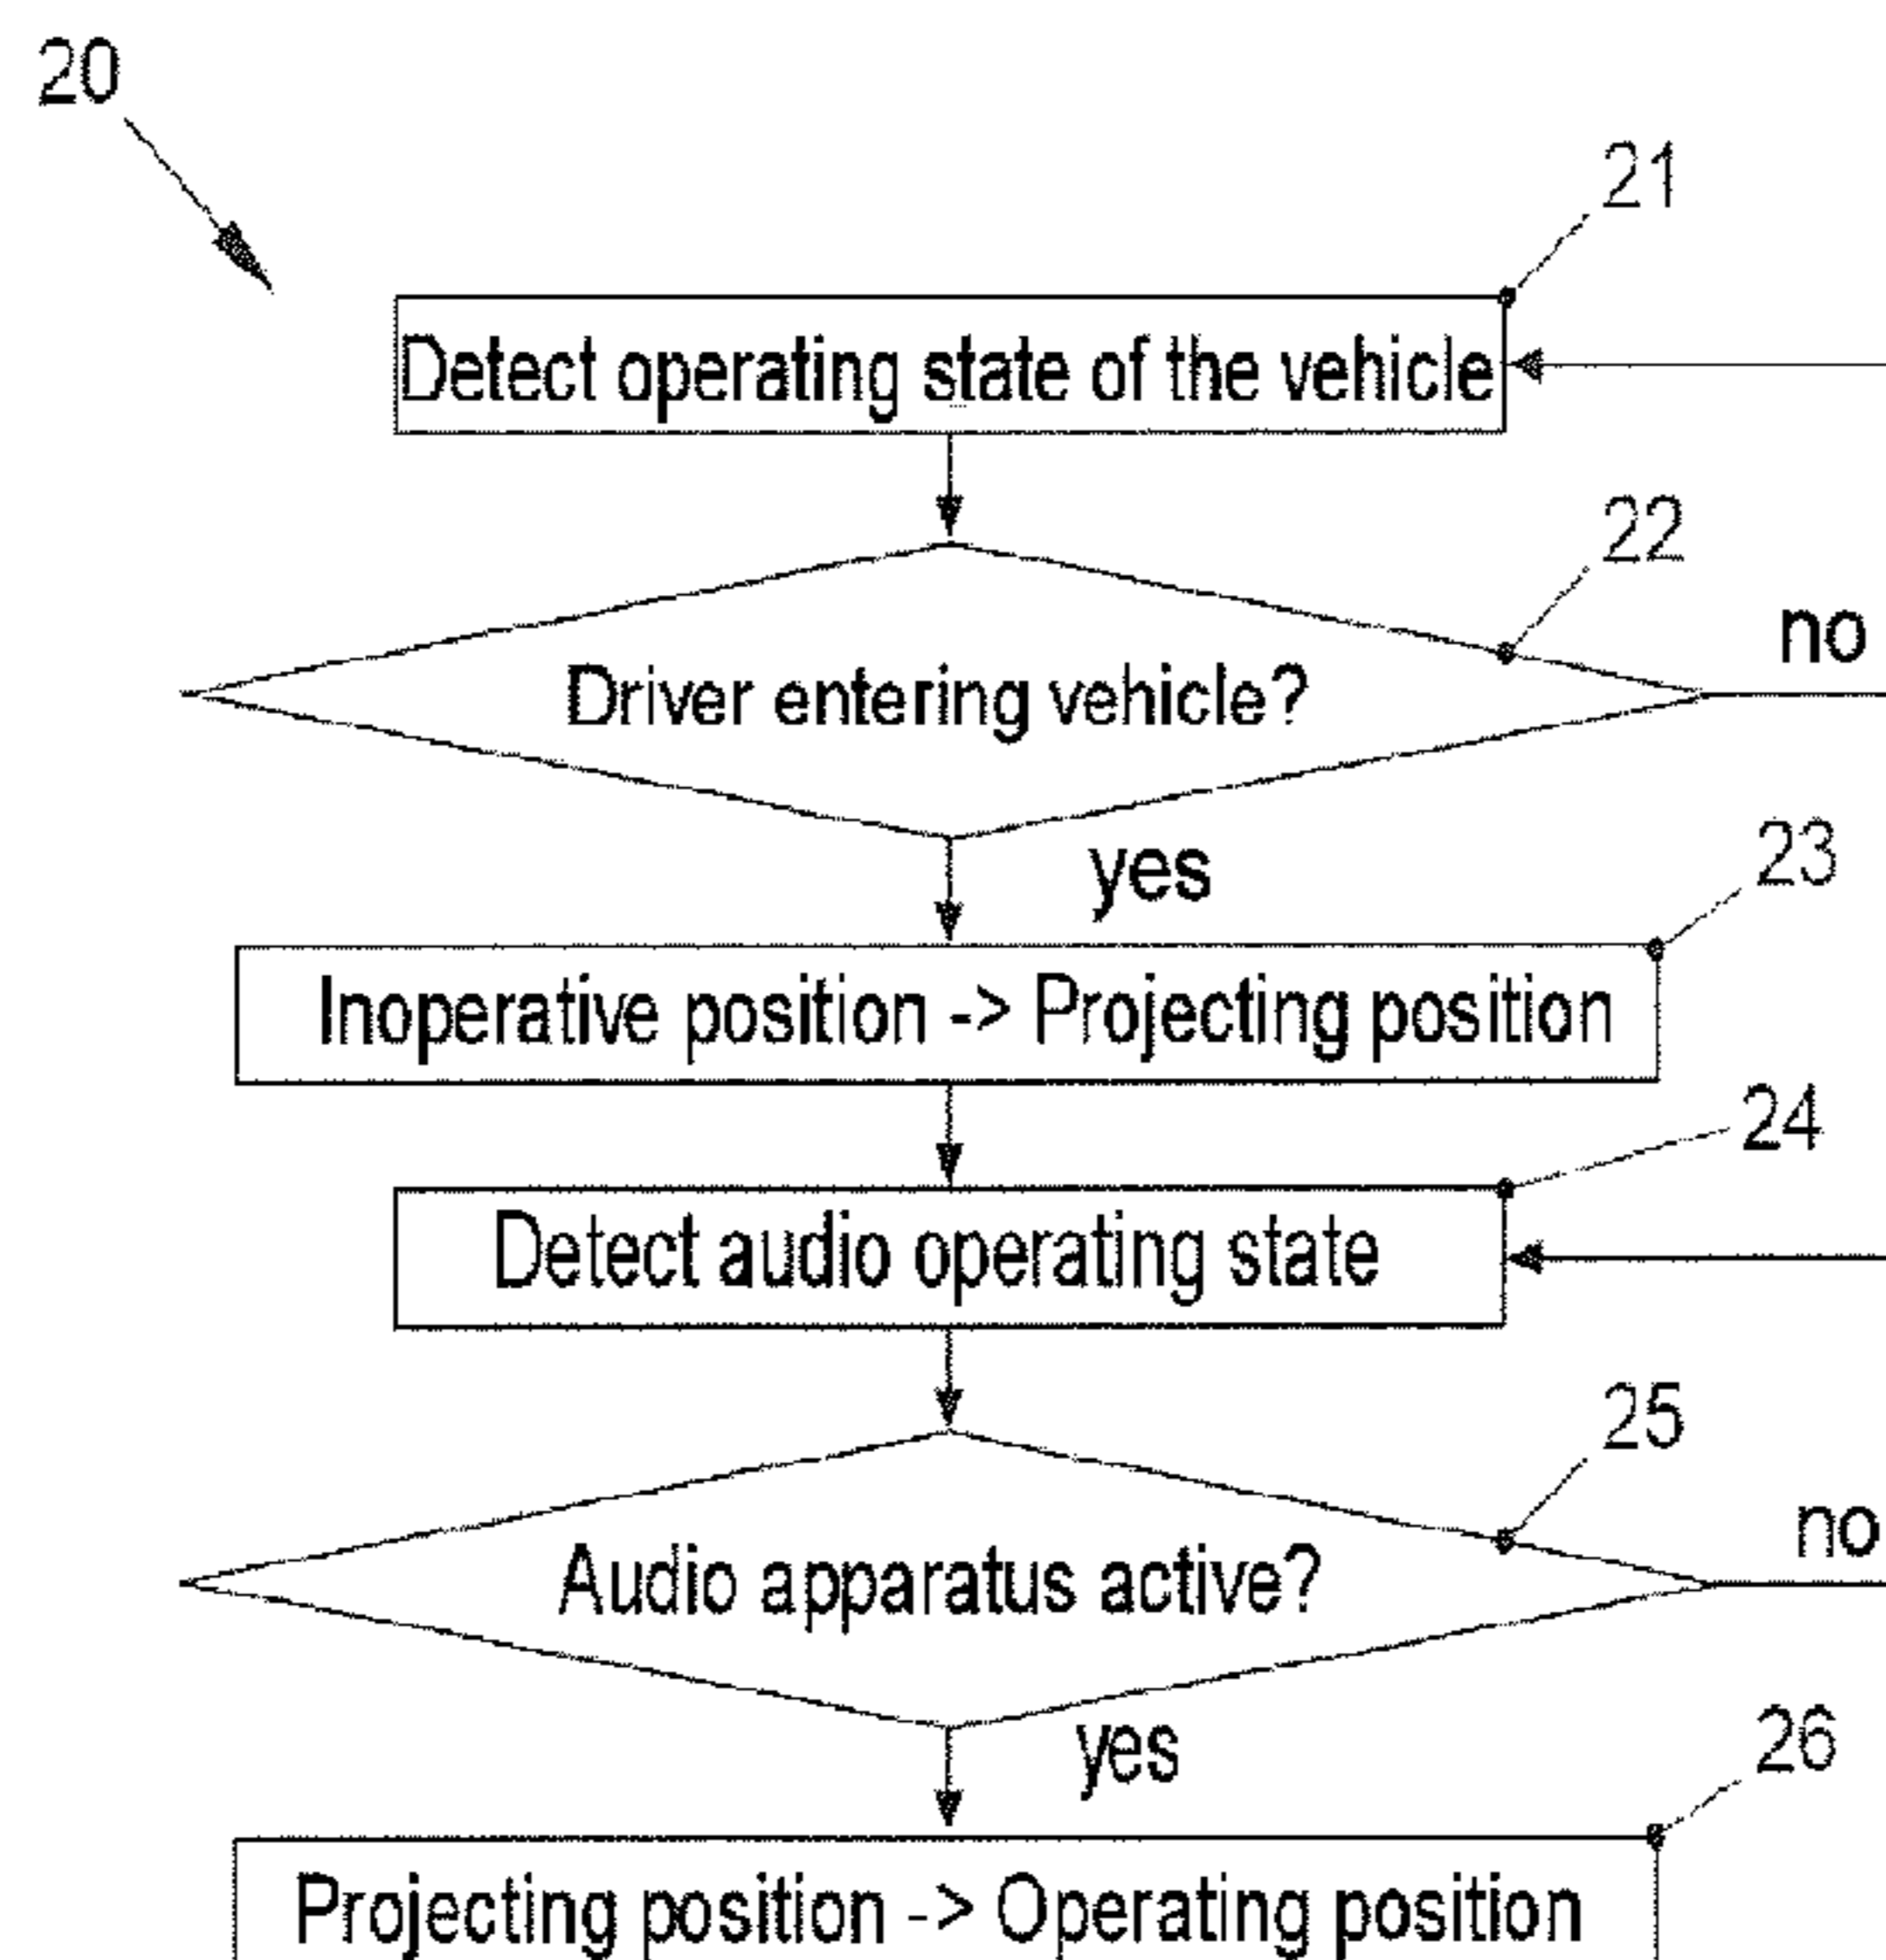 20
21
Detect operating state of the vehicle
22
no
Driver entering vehicle?
yes
23
Inoperative position -> Projecting position
24
Detect audio operating state
25
no
Audio apparatus active?
yes
26
Projecting position -> Operating position